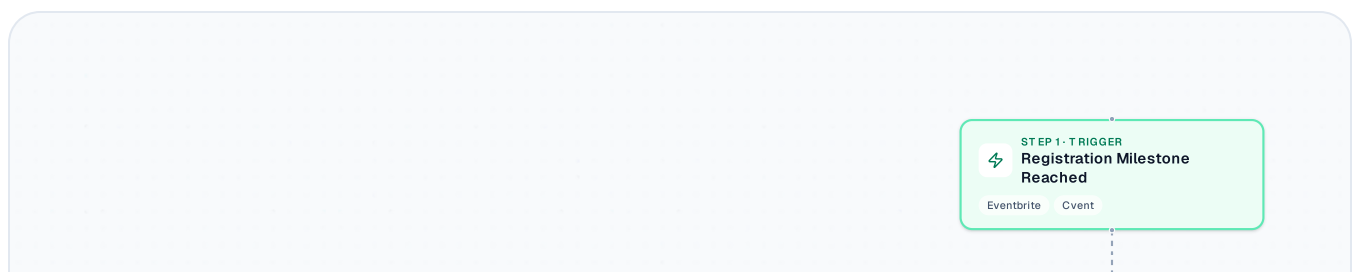 STEP 1 · TRIGGER
Registration Milestone
Reached
Eventbrite Cvent